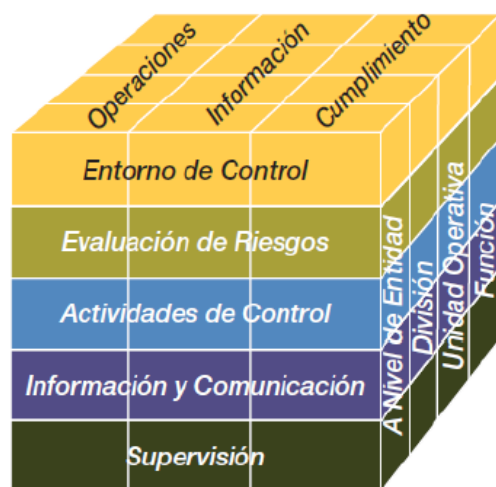 Operaciones
Información
Cumplimiento
Entorno de Control
Evaluación de Riesgos
Actividades de Control
Información y Comunicación
Supervisión
A Nivel de Entidad
División
Unidad Operativa
Función